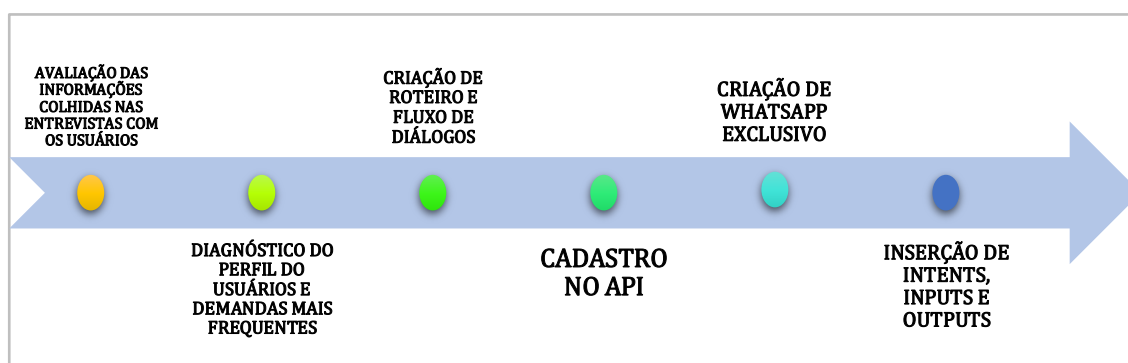 AVALIAÇÃO DAS
INFORMAÇÕES
COLHIDAS NAS
ENTREVISTAS COM
OS USUÁRIOS
DIAGNÓSTICO DO
PERFIL DO
USUÁRIOS E
DEMANDAS MAIS
FREQUENTES
CRIAÇÃO DE
ROTEIRO E
FLUXO DE
DIÁLOGOS
CADASTRO
NO API
CRIAÇÃO DE
WHATSAPP
EXCLUSIVO
INSERÇÃO DE
INTENTS,
INPUTS E
OUTPUTS